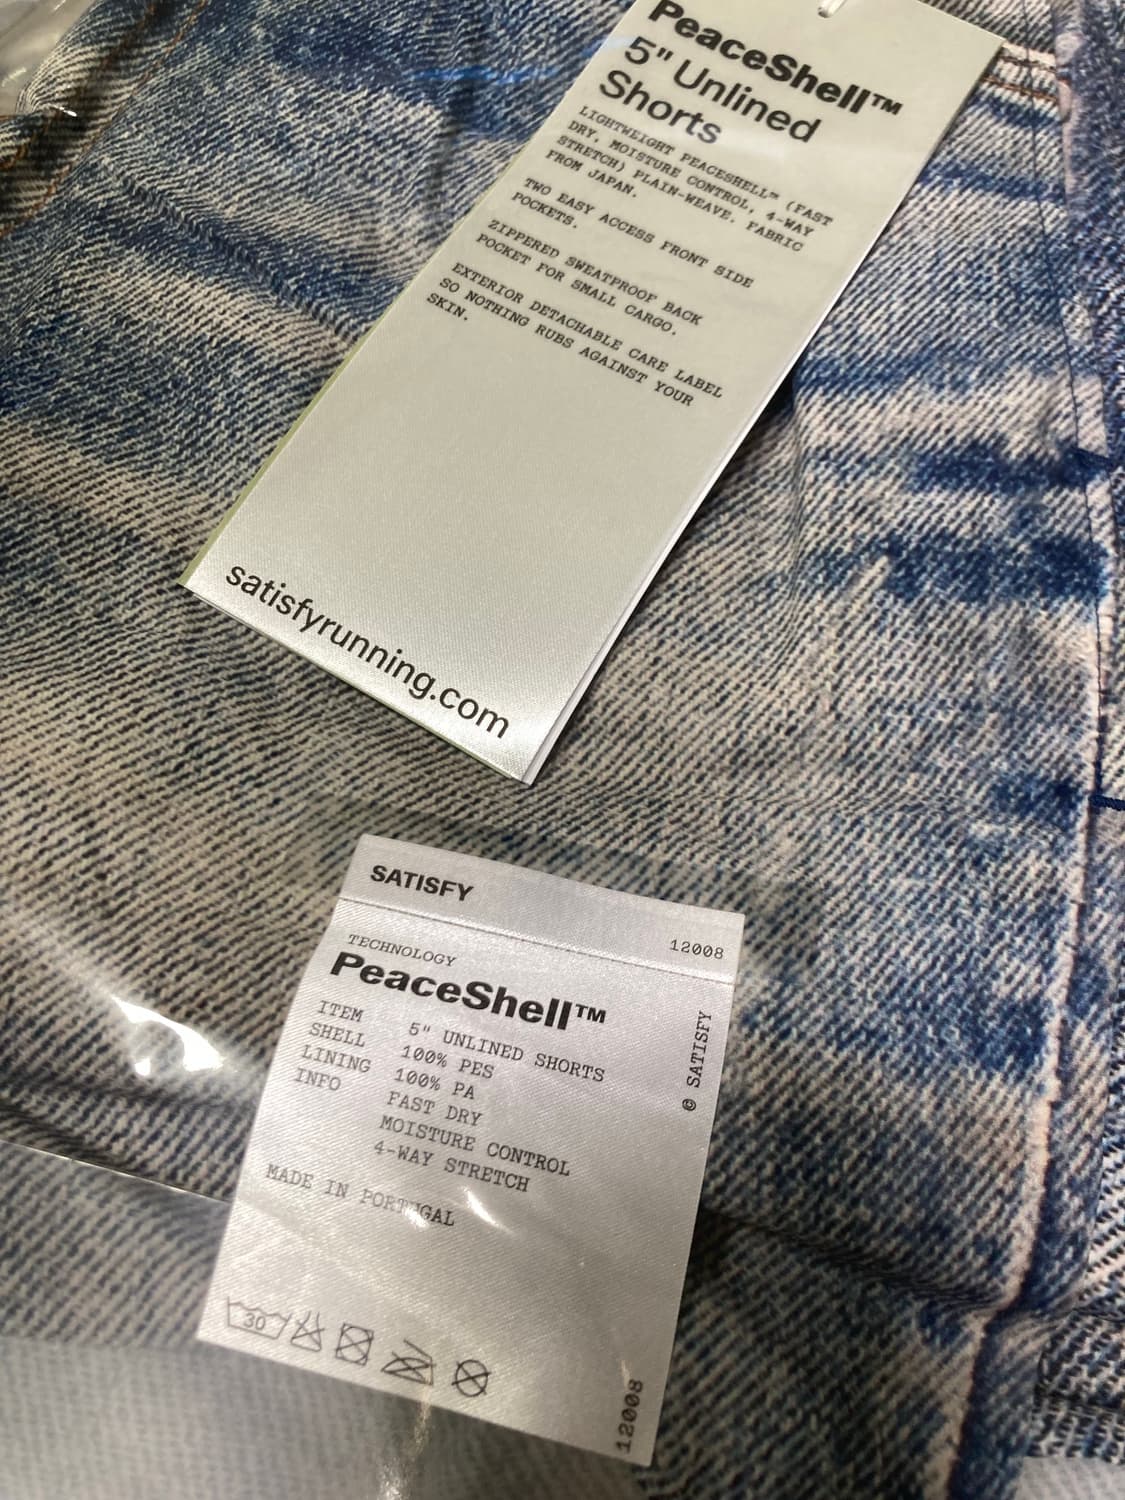 PeaceShell™
5" Unlined
Shorts
LIGHTWEIGHT PEACESHELL™ (FAST
DRY, MOISTURE CONTROL, 4-WAY
STRETCH) PLAIN-WEAVE. FABRIC
FROM JAPAN.
TWO EASY ACCESS FRONT SIDE
POCKETS.
ZIPPERED SWEATPROOF BACK
POCKET FOR SMALL CARGO.
EXTERIOR DETACHABLE CARE LABEL
SO NOTHING RUBS AGAINST YOUR
SKIN.
satisfyrunning.com
SATISFY
12008
TECHNOLOGY
PeaceShell™
ITEM 5" UNLINED SHORTS
SHELL 100% PES
LINING 100% PA
INFO FAST DRY
MOISTURE CONTROL
4-WAY STRETCH
MADE IN PORTUGAL
© SATISFY
30
12008